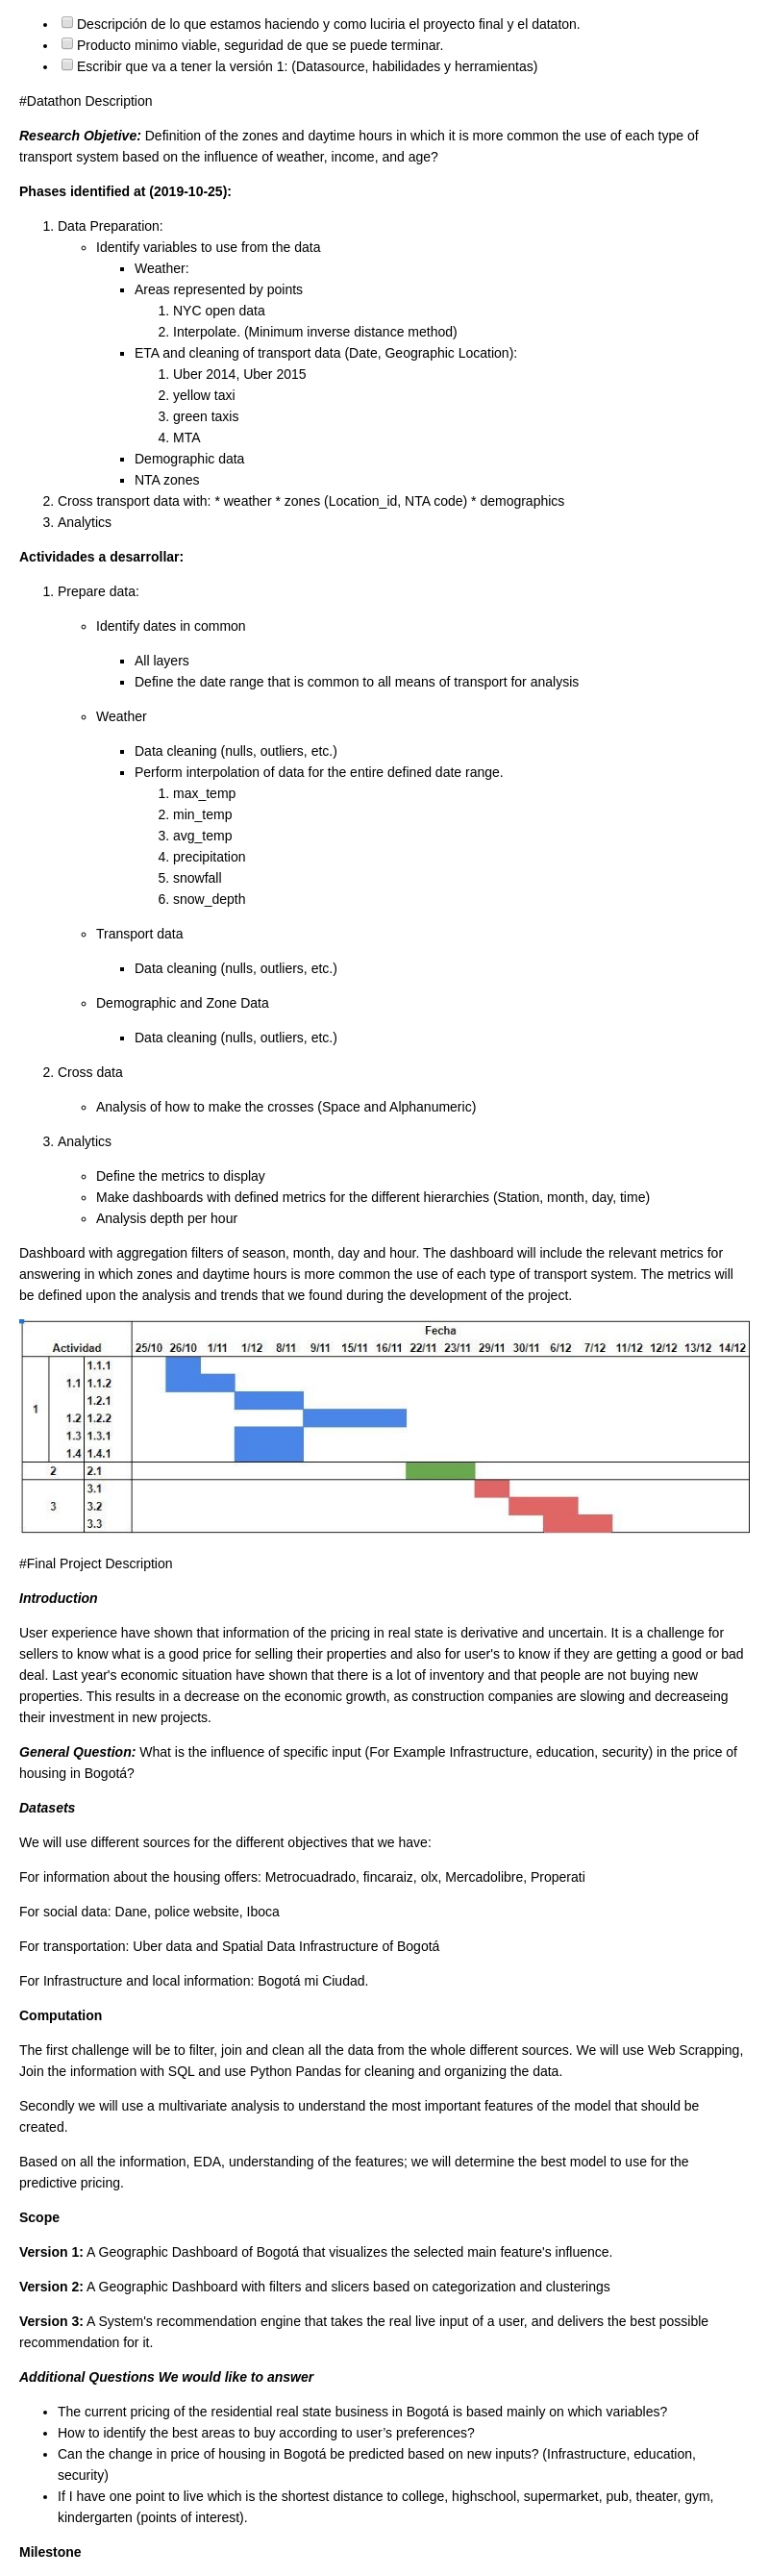 Descripción de lo que estamos haciendo y como luciria el proyecto final y el dataton.
Producto minimo viable, seguridad de que se puede terminar.
Escribir que va a tener la versión 1: (Datasource, habilidades y herramientas)
#Datathon Description
Research Objetive: Definition of the zones and daytime hours in which it is more common the use of each type of
transport system based on the influence of weather, income, and age?
Phases identified at (2019-10-25):
1. Data Preparation:
Identify variables to use from the data
Weather:
Areas represented by points
1. NYC open data
2. Interpolate. (Minimum inverse distance method)
ETA and cleaning of transport data (Date, Geographic Location):
1. Uber 2014, Uber 2015
2. yellow taxi
3. green taxis
4. MTA
Demographic data
NTA zones
2. Cross transport data with: * weather * zones (Location_id, NTA code) * demographics
3. Analytics
Actividades a desarrollar:
1. Prepare data:
Identify dates in common
All layers
Define the date range that is common to all means of transport for analysis
Weather
Data cleaning (nulls, outliers, etc.)
Perform interpolation of data for the entire defined date range.
1. max_temp
2. min_temp
3. avg_temp
4. precipitation
5. snowfall
6. snow_depth
Transport data
Data cleaning (nulls, outliers, etc.)
Demographic and Zone Data
Data cleaning (nulls, outliers, etc.)
2. Cross data
Analysis of how to make the crosses (Space and Alphanumeric)
3. Analytics
Define the metrics to display
Make dashboards with defined metrics for the different hierarchies (Station, month, day, time)
Analysis depth per hour
Dashboard with aggregation filters of season, month, day and hour. The dashboard will include the relevant metrics for
answering in which zones and daytime hours is more common the use of each type of transport system. The metrics will
be defined upon the analysis and trends that we found during the development of the project.
Fecha
Actividad 25/10 26/10 1/11 1/12 8/11 9/11 15/11 16/11 22/11 23/11 29/11 30/11 6/12 7/12 11/12 12/12 13/12 14/12
1.1.1
1.1 1.1.2
1.2.1
1
1.2 1.2.2
1.3 1.3.1
1.4 1.4.1
2 2.1
3.1
3 3.2
3.3
#Final Project Description
Introduction
User experience have shown that information of the pricing in real state is derivative and uncertain. It is a challenge for
sellers to know what is a good price for selling their properties and also for user's to know if they are getting a good or bad
deal. Last year's economic situation have shown that there is a lot of inventory and that people are not buying new
properties. This results in a decrease on the economic growth, as construction companies are slowing and decreaseing
their investment in new projects.
General Question: What is the influence of specific input (For Example Infrastructure, education, security) in the price of
housing in Bogotá?
Datasets
We will use different sources for the different objectives that we have:
For information about the housing offers: Metrocuadrado, fincaraiz, olx, Mercadolibre, Properati
For social data: Dane, police website, Iboca
For transportation: Uber data and Spatial Data Infrastructure of Bogotá
For Infrastructure and local information: Bogotá mi Ciudad.
Computation
The first challenge will be to filter, join and clean all the data from the whole different sources. We will use Web Scrapping,
Join the information with SQL and use Python Pandas for cleaning and organizing the data.
Secondly we will use a multivariate analysis to understand the most important features of the model that should be
created.
Based on all the information, EDA, understanding of the features; we will determine the best model to use for the
predictive pricing.
Scope
Version 1: A Geographic Dashboard of Bogotá that visualizes the selected main feature's influence.
Version 2: A Geographic Dashboard with filters and slicers based on categorization and clusterings
Version 3: A System's recommendation engine that takes the real live input of a user, and delivers the best possible
recommendation for it.
Additional Questions We would like to answer
The current pricing of the residential real state business in Bogotá is based mainly on which variables?
How to identify the best areas to buy according to user’s preferences?
Can the change in price of housing in Bogotá be predicted based on new inputs? (Infrastructure, education,
security)
If I have one point to live which is the shortest distance to college, highschool, supermarket, pub, theater, gym,
kindergarten (points of interest).
Milestone